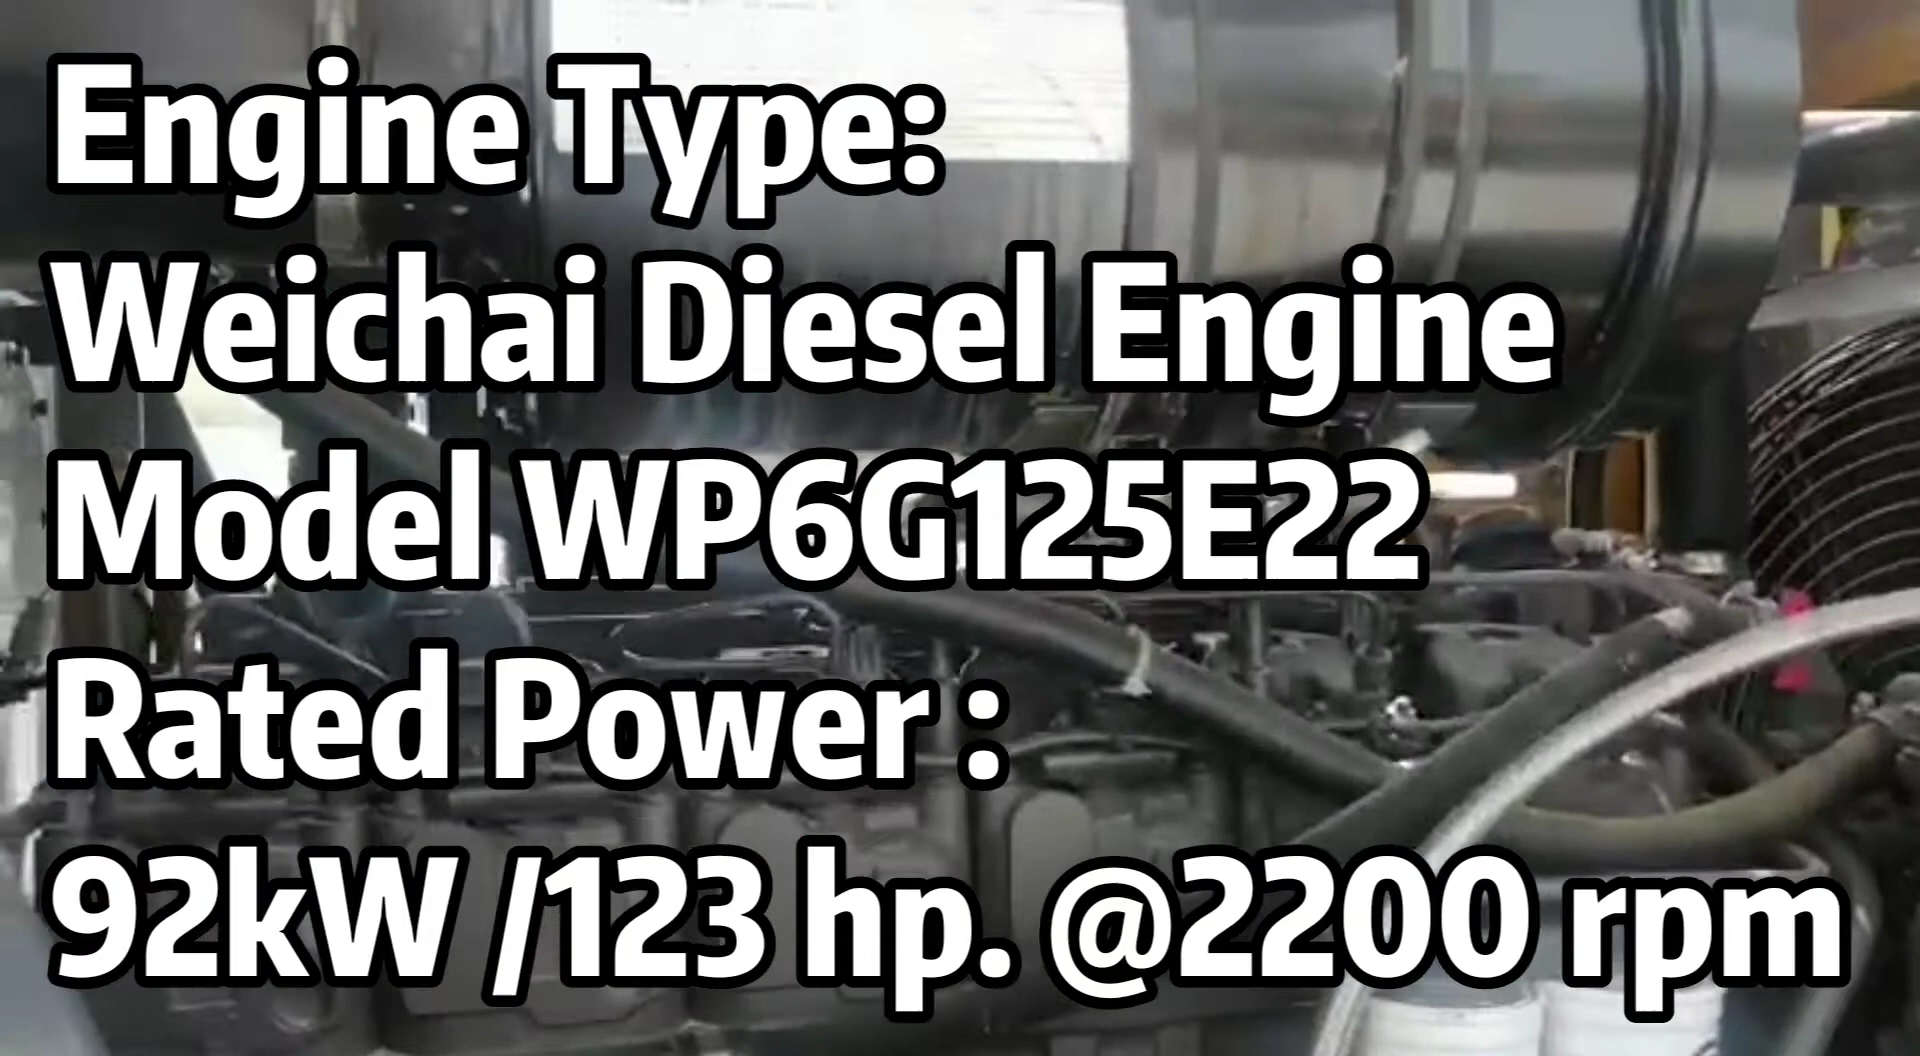 Engine Type:
Weichai Diesel Engine
Model WP6G125E22
Rated Power :
92kW /123 hp. @2200 rpm